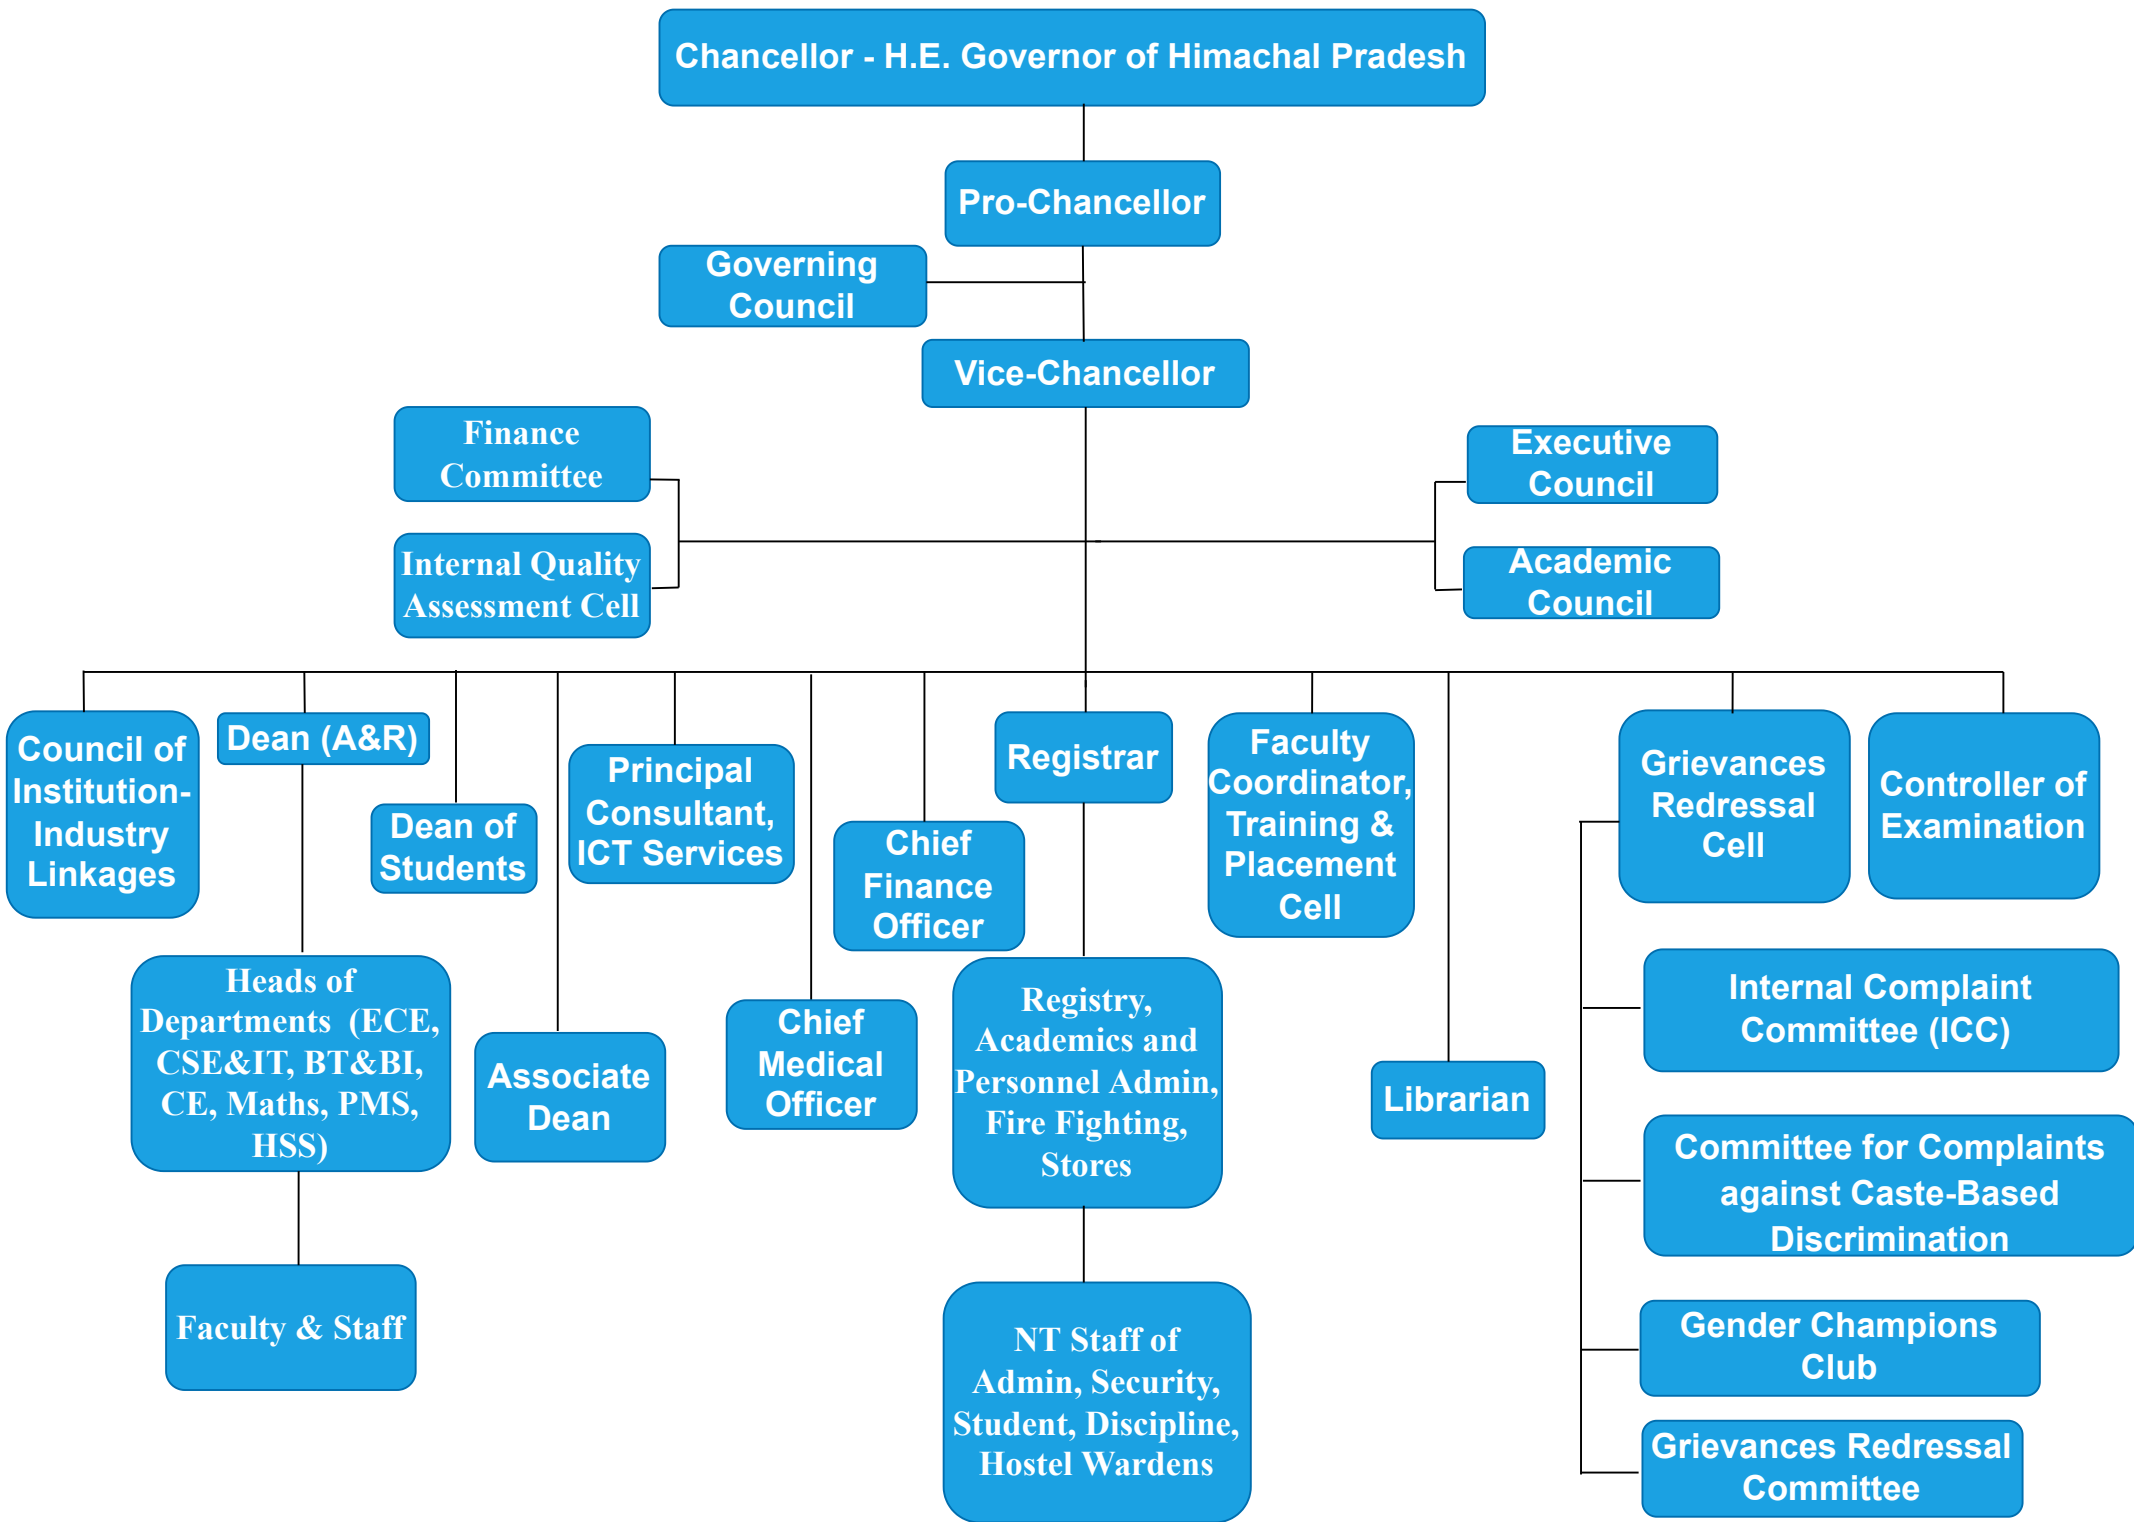 Chancellor - H.E. Governor of Himachal Pradesh
Pro-Chancellor
Governing
Council
Vice-Chancellor
Finance
Committee
Executive
Council
Internal Quality
Assessment Cell
Academic
Council
Council of
Institution-
Industry
Linkages
Dean (A&R)
Dean of
Students
Principal
Consultant,
ICT Services
Chief
Finance
Officer
Registrar
Faculty
Coordinator,
Training &
Placement
Cell
Grievances
Redressal
Cell
Controller of
Examination
Heads of
Departments (ECE,
CSE&IT, BT&BI,
CE, Maths, PMS,
HSS)
Associate
Dean
Chief
Medical
Officer
Registry,
Academics and
Personnel Admin,
Fire Fighting,
Stores
Librarian
Internal Complaint
Committee (ICC)
Committee for Complaints
against Caste-Based
Discrimination
Faculty & Staff
NT Staff of
Admin, Security,
Student, Discipline,
Hostel Wardens
Gender Champions
Club
Grievances Redressal
Committee